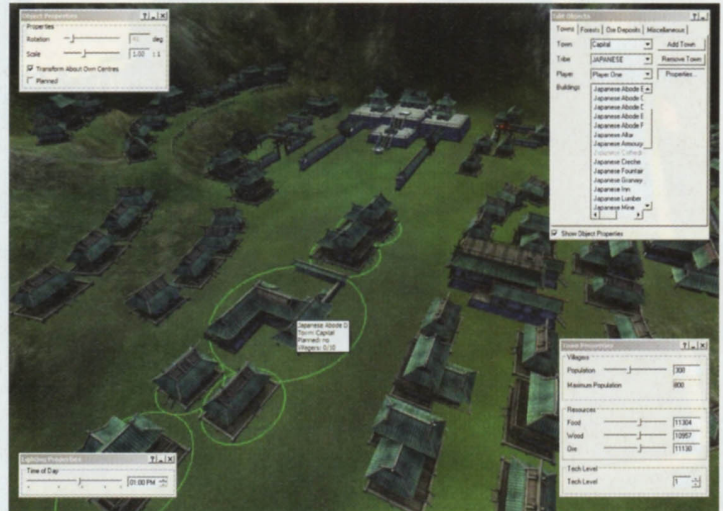 Object Properties
Properties
Rotation deg
Scale 1.00 :1
Transform About Own Centres
Planned
Edit Objects
Towns Forests Ore Deposits Miscellaneous
Town Capital Add Town
Tribe JAPANESE Remove Town
Player Player One Properties...
Buildings
Japanese Abode B
Japanese Abode C
Japanese Abode D
Japanese Abode E
Japanese Abode F
Japanese Altar
Japanese Armoury
Japanese Creche
Japanese Fountain
Japanese Granary
Japanese Inn
Japanese Lumber
Japanese Mine
Show Object Properties
Japanese Abode D
Town: Capital
Planned: no
Villagers: 0/10
Town Properties
Villagers
Population 300
Maximum Population 800
Resources
Food 11304
Wood 10957
Ore 11130
Tech Level
Tech Level 1
Lighting Properties
Time of Day
01:00 PM